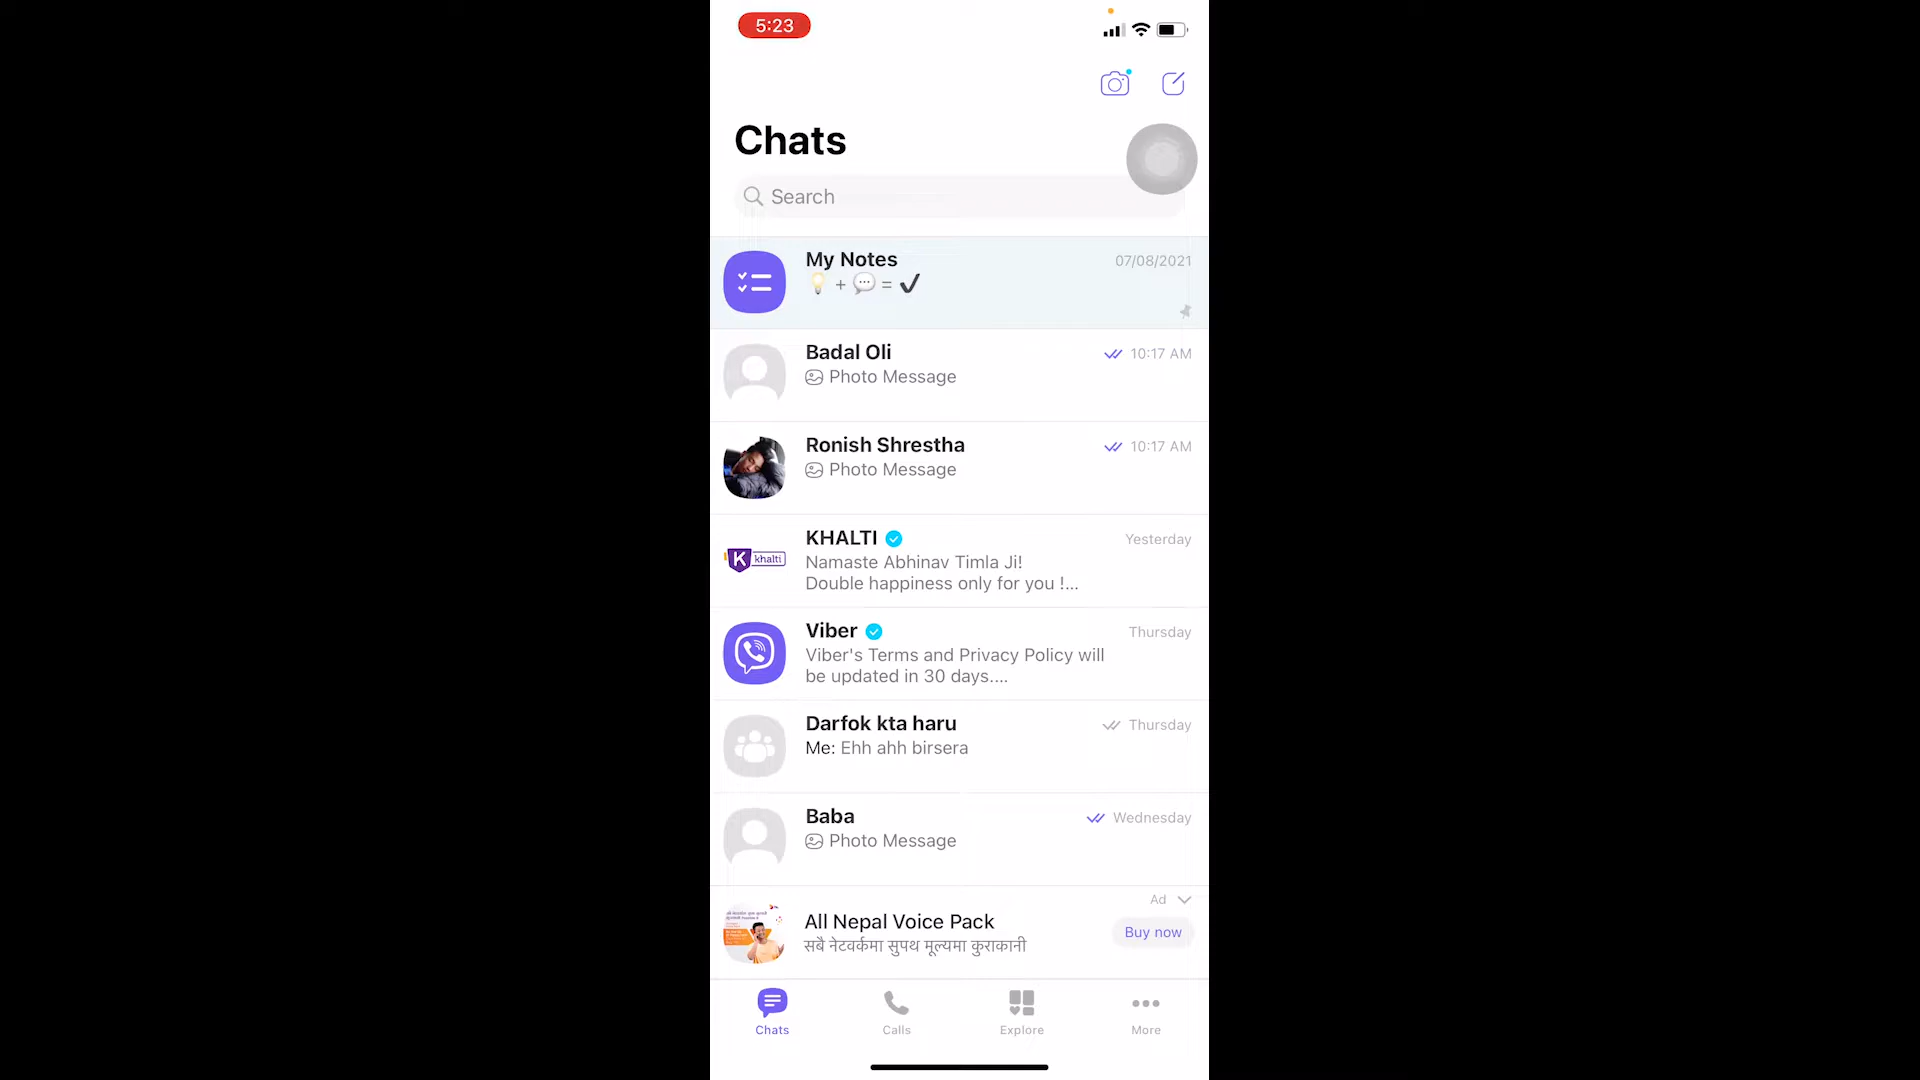 5:23
Chats
Search
My Notes
07/08/2021
💡 + 💬 = ✔
Badal Oli
10:17 AM
Photo Message
Ronish Shrestha
10:17 AM
Photo Message
KHALTI
Yesterday
khalti
Namaste Abhinav Timla Ji!
Double happiness only for you !...
Viber
Thursday
Viber's Terms and Privacy Policy will
be updated in 30 days....
Darfok kta haru
Thursday
Me: Ehh ahh birsera
Baba
Wednesday
Photo Message
Ad
All Nepal Voice Pack
Buy now
सबै नेटवर्कमा सुपथ मूल्यमा कुराकानी
Chats
Calls
Explore
More